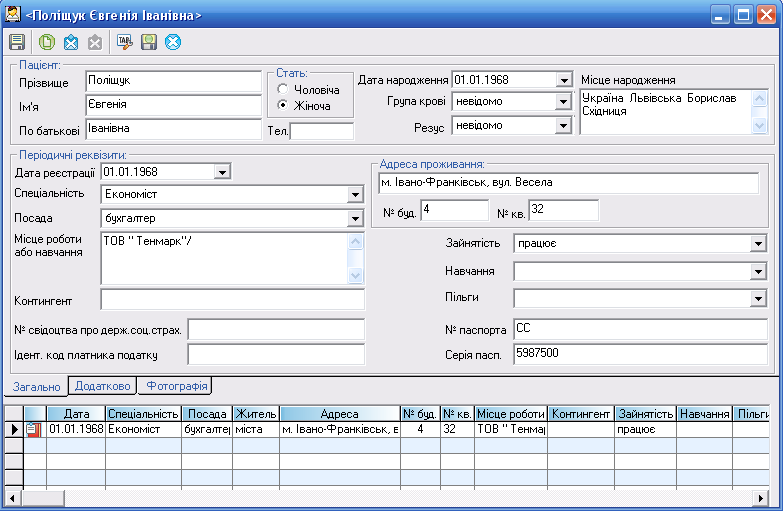 <Поліщук Євгенія Іванівна>
TAB
Пацієнт:
Прізвище Поліщук
Ім'я Євгенія
По батькові Іванівна
Стать:
Чоловіча
Жіноча
Тел.
Дата народження 01.01.1968
Група крові невідомо
Резус невідомо
Місце народження
Україна Львівська Борислав
Східниця
Періодичні реквізити:
Дата реєстрації 01.01.1968
Спеціальність Економіст
Посада бухгалтер
Місце роботи
або навчання
ТОВ " Тенмарк"/
Контингент
№ свідоцтва про держ.соц.страх.
Ідент. код платника податку
Адреса проживання:
м. Івано-Франківськ, вул. Весела
№ буд. 4 № кв. 32
Зайнятість працює
Навчання
Пільги
№ паспорта СС
Серія пасп. 5987500
Загально Додатково Фотографія
Дата Спеціальність Посада Житель Адреса № буд. № кв. Місце роботи Контингент Зайнятість Навчання Пільги
01.01.1968 Економіст бухгалтер міста м. Івано-Франківськ, в 4 32 ТОВ " Тенмар працює